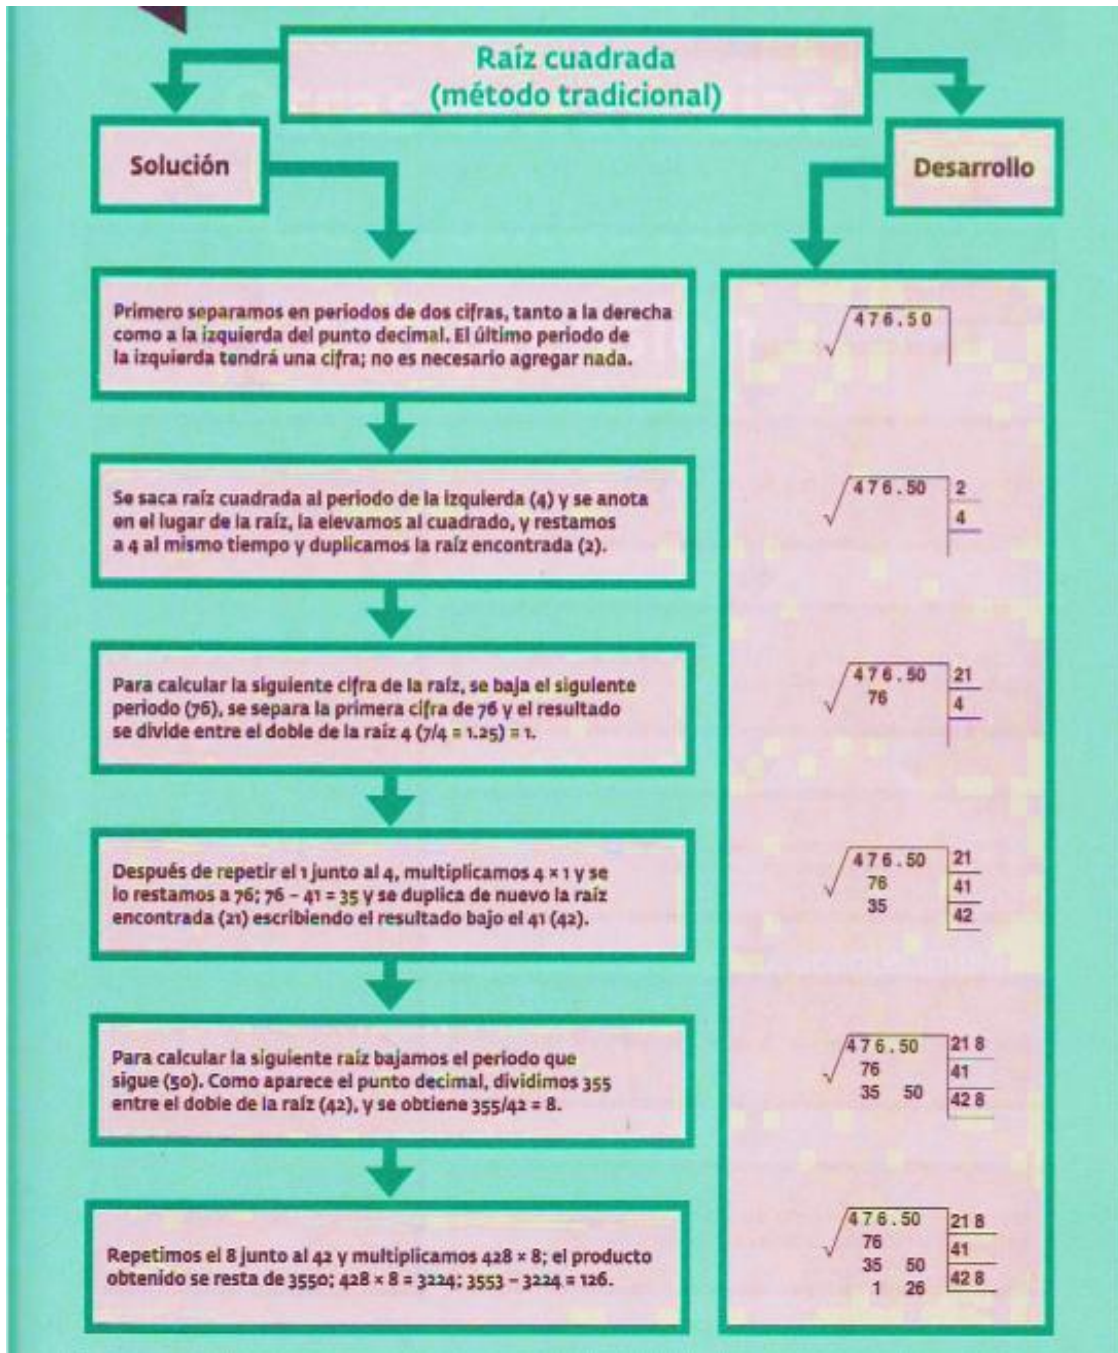 Raíz cuadrada
(método tradicional)
Solución
Desarrollo
Primero separamos en periodos de dos cifras, tanto a la derecha
como a la izquierda del punto decimal. El último periodo de
la izquierda tendrá una cifra; no es necesario agregar nada.
476.50
Se saca raíz cuadrada al periodo de la izquierda (4) y se anota
en el lugar de la raíz, la elevamos al cuadrado, y restamos
a 4 al mismo tiempo y duplicamos la raíz encontrada (2).
476.50 2
4
Para calcular la siguiente cifra de la raíz, se baja el siguiente
periodo (76), se separa la primera cifra de 76 y el resultado
se divide entre el doble de la raíz 4 (7/4 = 1.25) = 1.
476.50 21
76 4
Después de repetir el 1 junto al 4, multiplicamos 4 × 1 y se
lo restamos a 76; 76 – 41 = 35 y se duplica de nuevo la raíz
encontrada (21) escribiendo el resultado bajo el 41 (42).
476.50 21
76 41
35 42
Para calcular la siguiente raíz bajamos el periodo que
sigue (50). Como aparece el punto decimal, dividimos 355
entre el doble de la raíz (42), y se obtiene 355/42 = 8.
476.50 21 8
76 41
35 50 42 8
Repetimos el 8 junto al 42 y multiplicamos 428 × 8; el producto
obtenido se resta de 3550; 428 × 8 = 3224; 3553 – 3224 = 126.
476.50 21 8
76 41
35 50 42 8
1 26